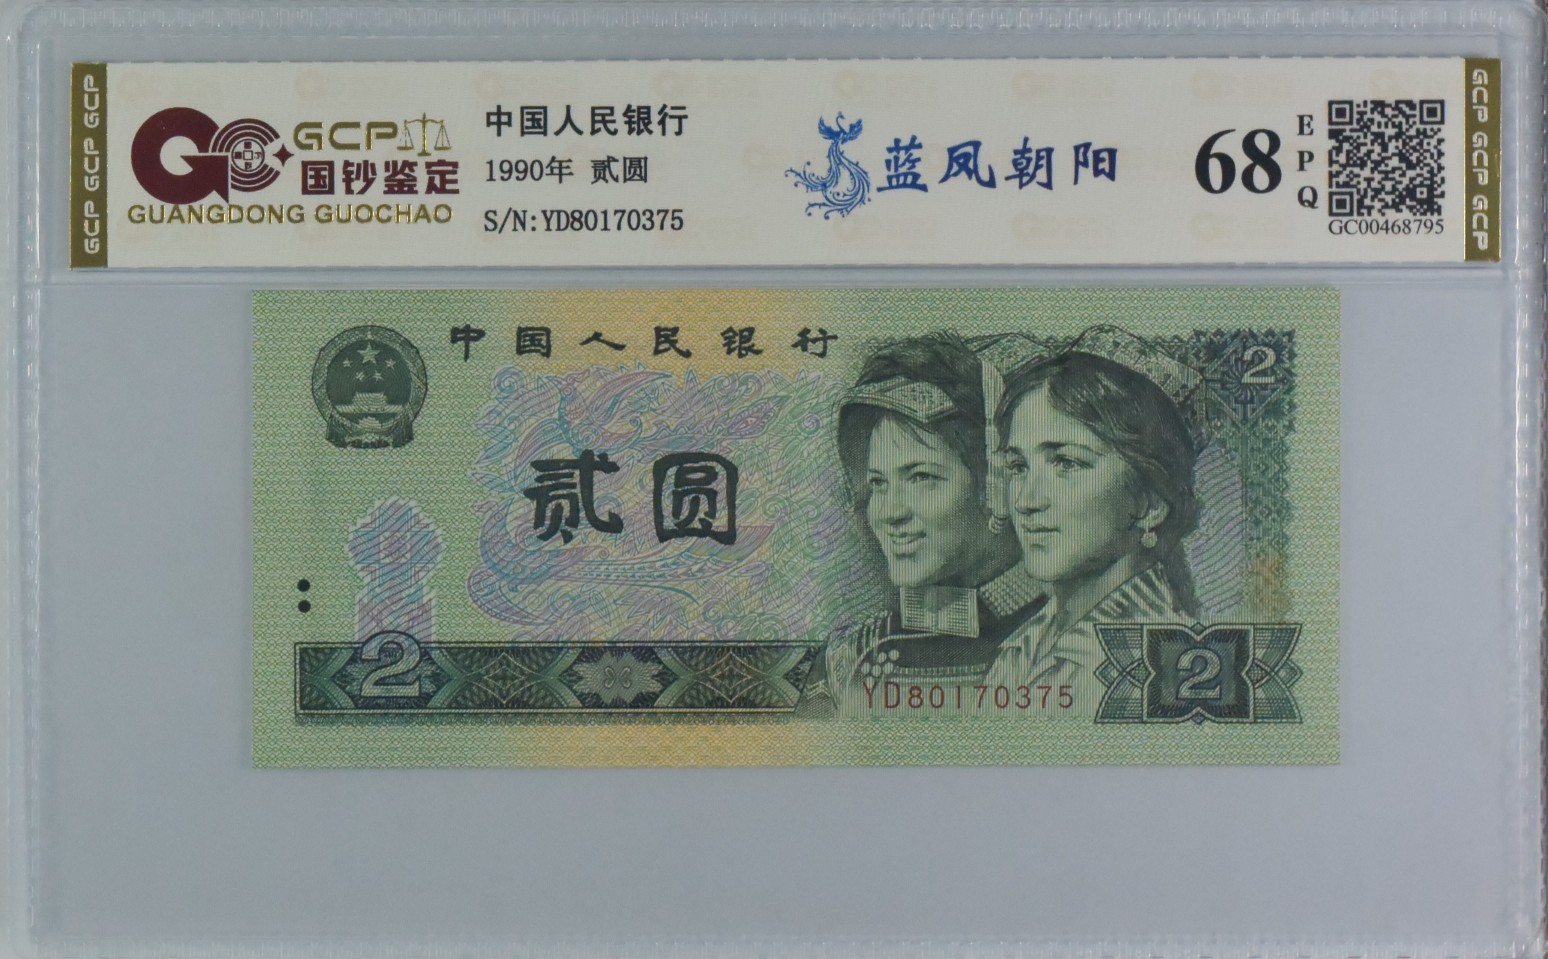 GCP GCP GCP
GCP
国钞鉴定
GUANGDONG GUOCHAO
中国人民银行
1990年 贰圆
S/N:YD80170375
蓝凤朝阳
68
EPQ
GC00468795
GCP GCP GCP
中国人民银行
2
贰圆
2
YD80170375
2